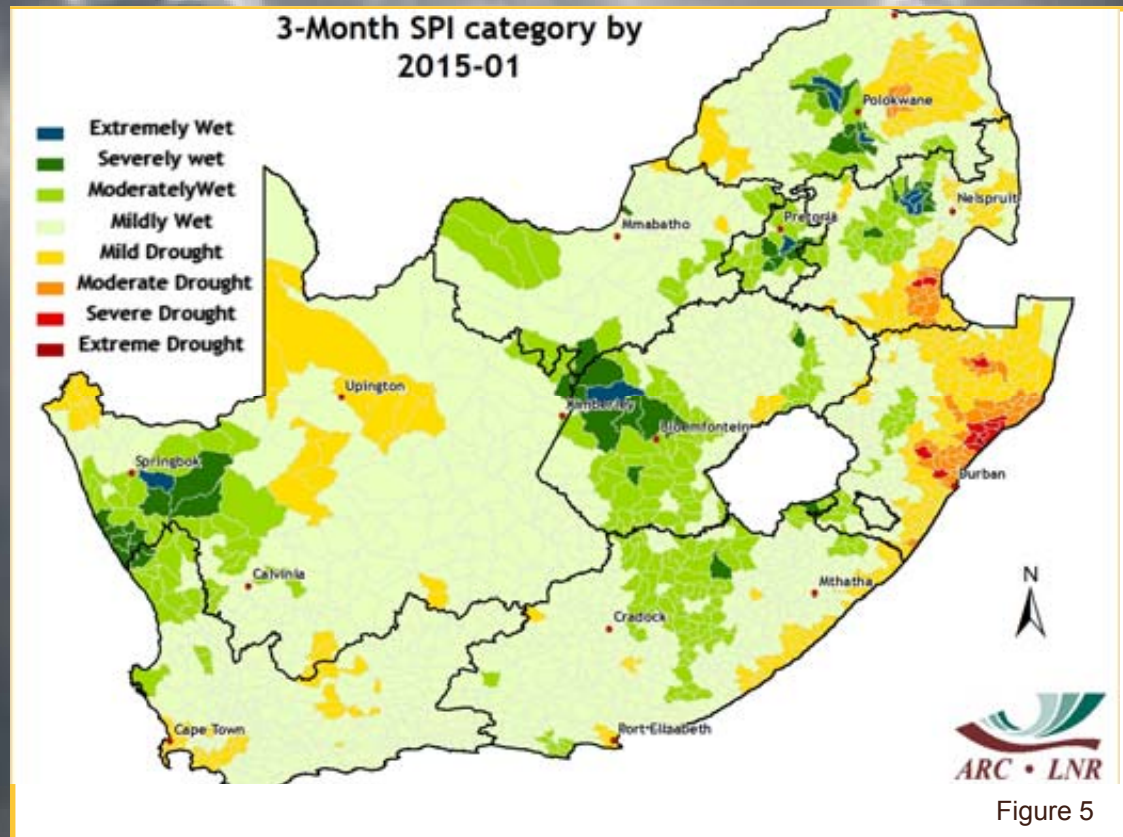 3-Month SPI category by
2015-01
Extremely Wet
Severely wet
ModeratelyWet
Mildly Wet
Mild Drought
Moderate Drought
Severe Drought
Extreme Drought
Polokwane
Nelspruit
Pretoria
Mmabatho
Upington
Kimberley
Bloemfontein
Springbok
Durban
Calvinia
Mthatha
N
Cradock
Cape Town
Port Elizabeth
ARC • LNR
Figure 5